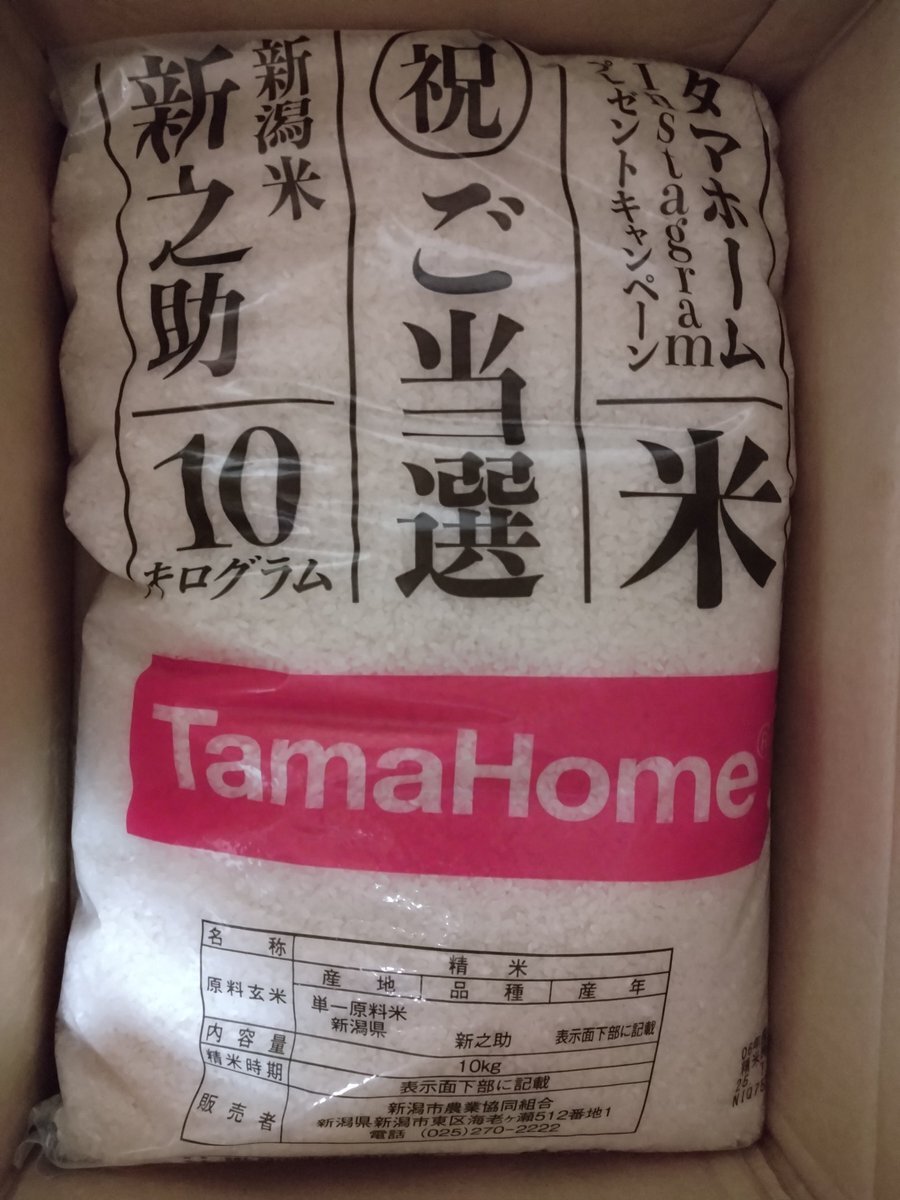 タマホーム
Instagram
プレゼントキャンペーン
米
祝
ご当選
新潟米
新之助
10
キログラム
TamaHome
名称 精米
原料玄米 産地 品種 産年
単一原料米
新潟県 新之助 表示面下部に記載
内容量 10kg
精米時期 表示面下部に記載
販売者 新潟市農業協同組合
新潟県新潟市東区海老ヶ瀬512番地1
電話 (025)270-2222